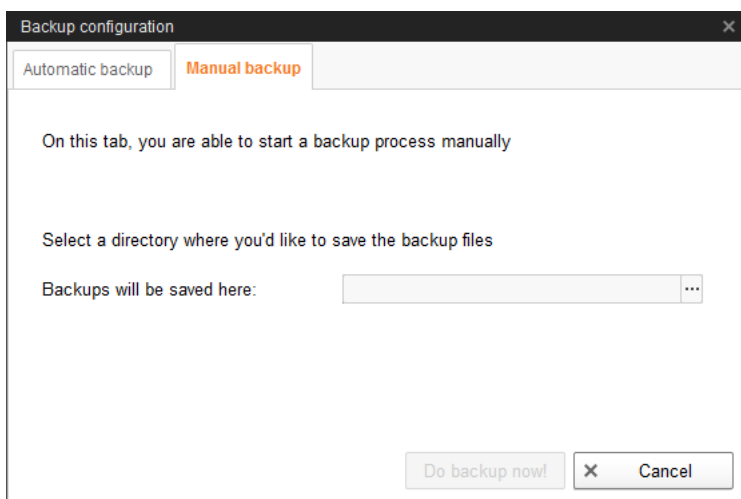 Backup configuration
Automatic backup
Manual backup
On this tab, you are able to start a backup process manually
Select a directory where you'd like to save the backup files
Backups will be saved here:
...
Do backup now!
Cancel